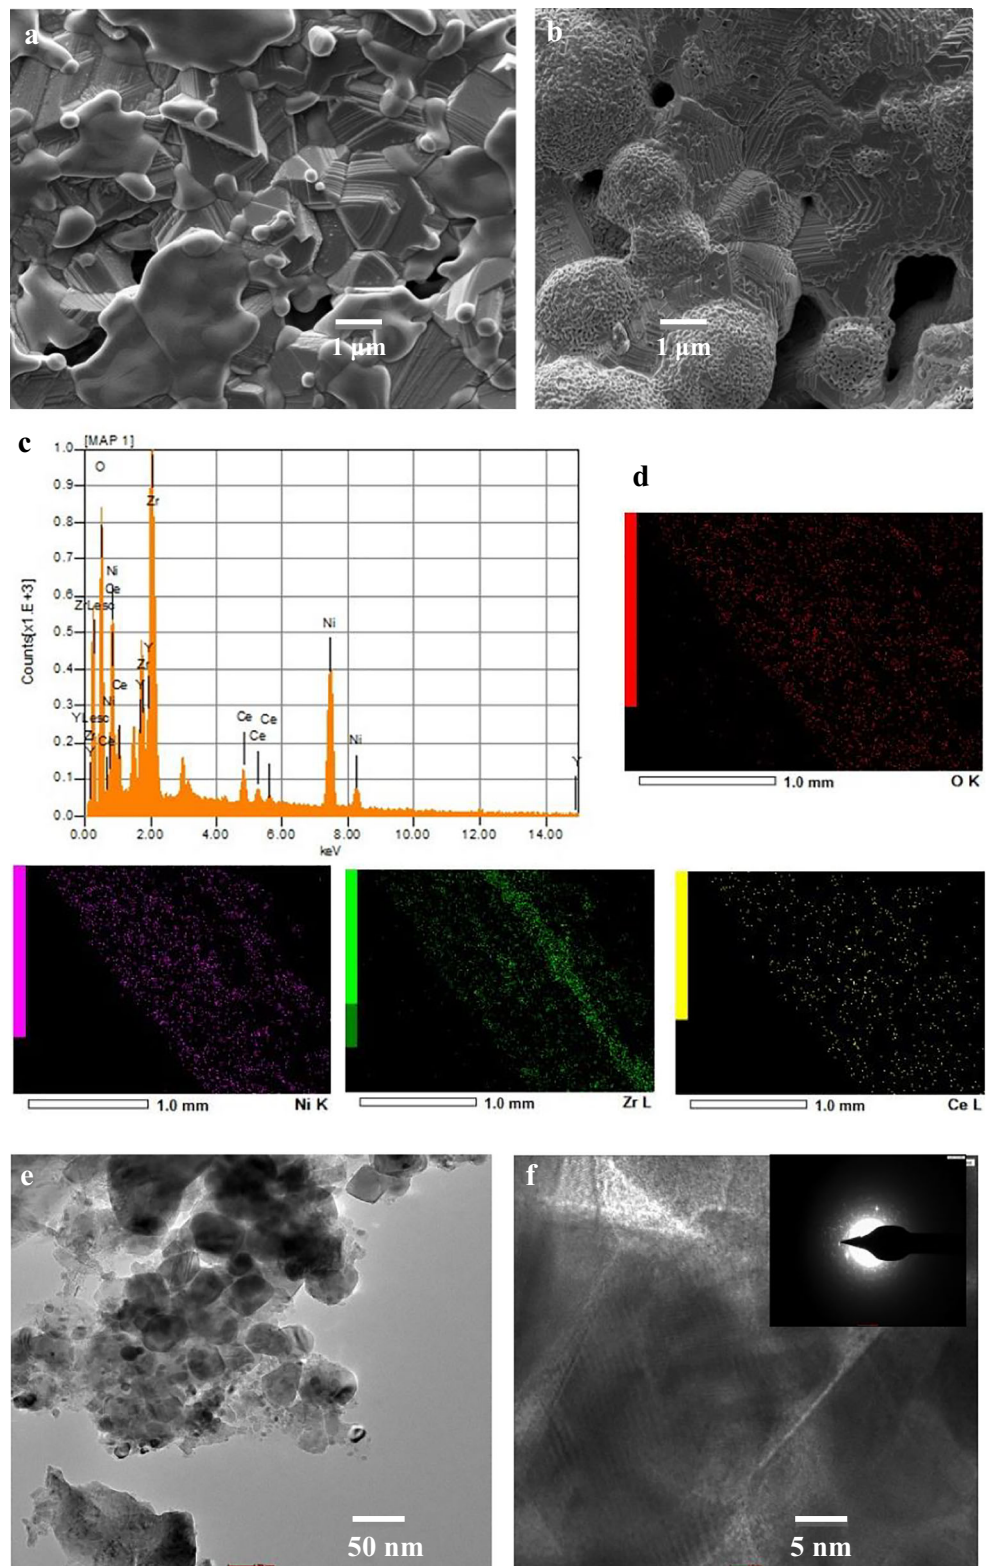 a
b
1 μm
1 μm
c
d
[MAP 1]
Counts[x1.E+3]
1.0
0.9
0.8
0.7
0.6
0.5
0.4
0.3
0.2
0.1
0.0
O
Zr
Ni
Ce
ZrLesc
Y
Zr
Ce
Y
Ni
YLesc
Zr
Ce
Y
Ce
Ce
Ce
Ni
Ni
Y
0.00 2.00 4.00 6.00 8.00 10.00 12.00 14.00
keV
1.0 mm O K
1.0 mm Ni K
1.0 mm Zr L
1.0 mm Ce L
e
f
50 nm
5 nm